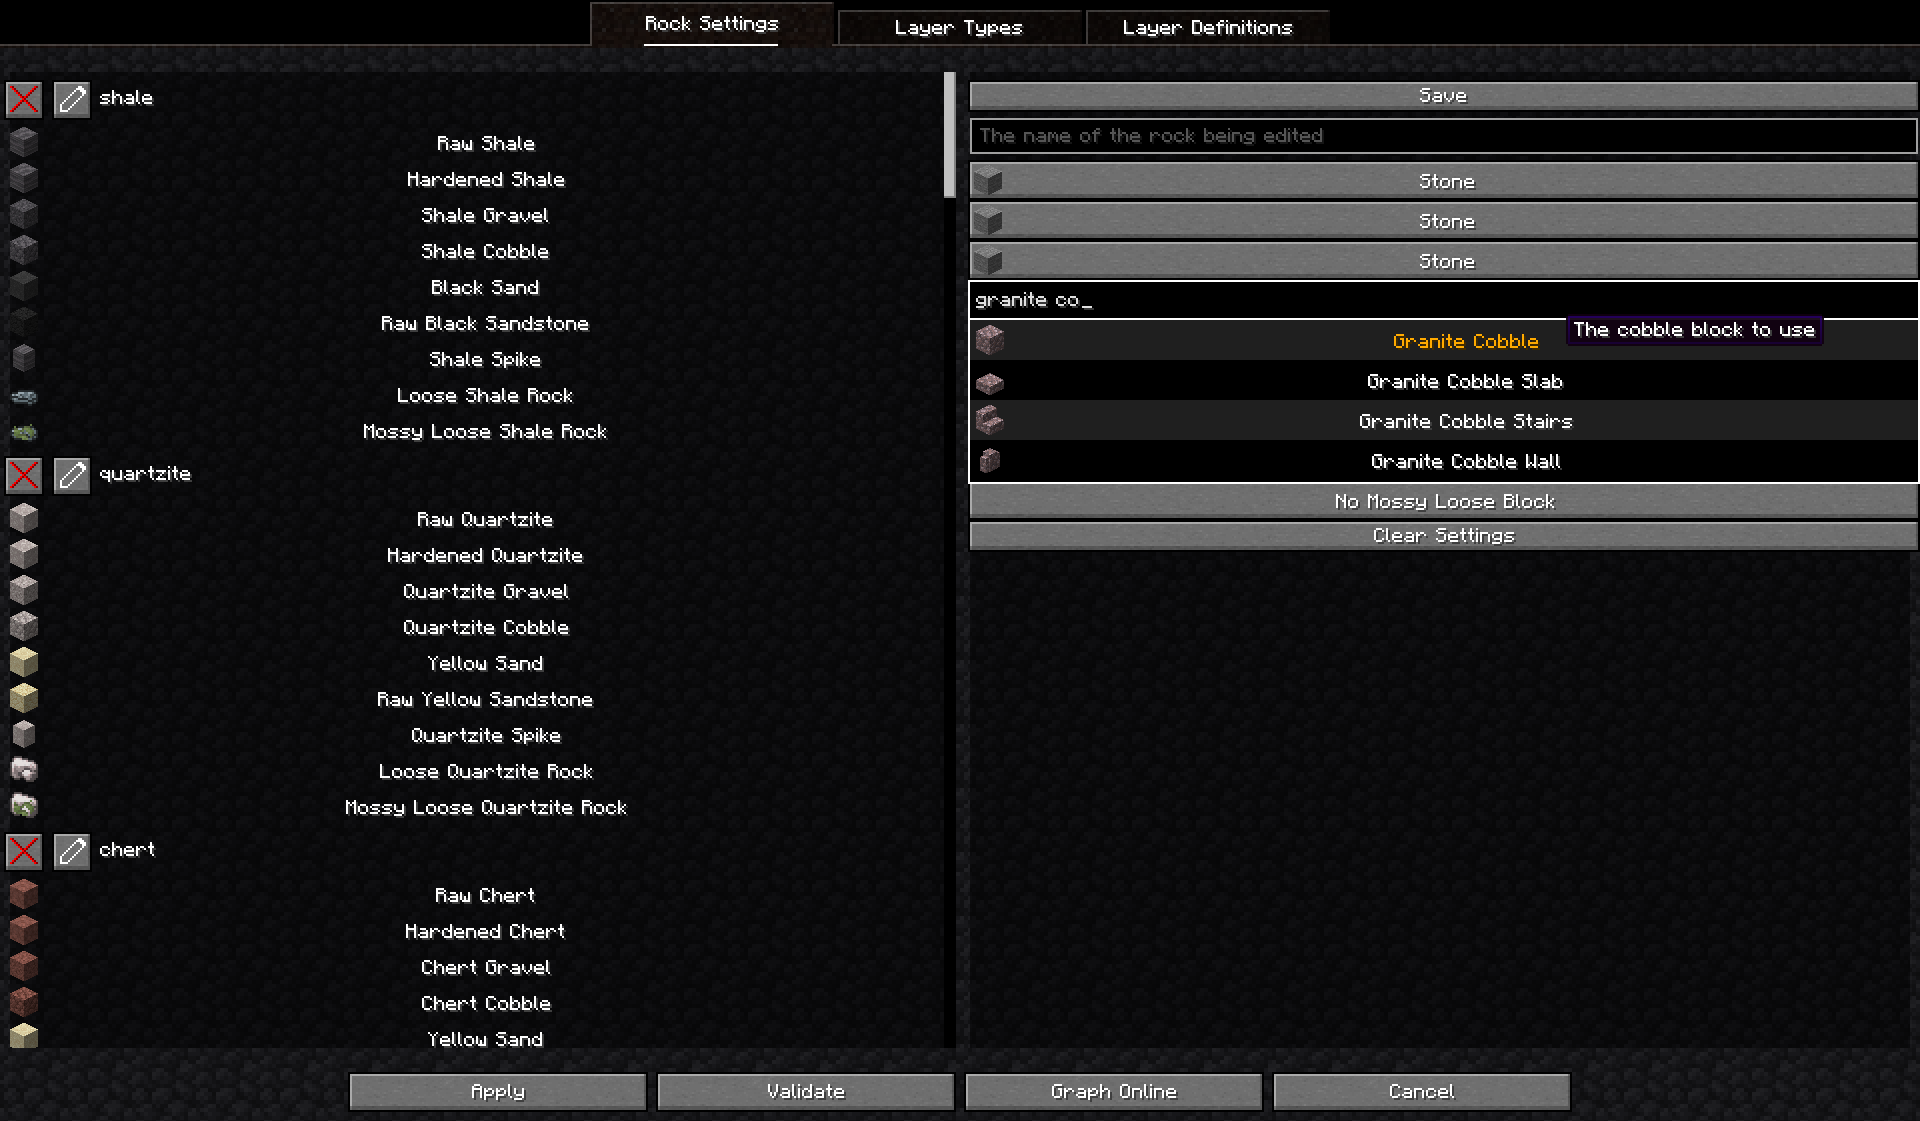 Rock Settings
Layer Types
Layer Definitions
shale
Raw Shale
Hardened Shale
Shale Gravel
Shale Cobble
Black Sand
Raw Black Sandstone
Shale Spike
Loose Shale Rock
Mossy Loose Shale Rock
quartzite
Raw Quartzite
Hardened Quartzite
Quartzite Gravel
Quartzite Cobble
Yellow Sand
Raw Yellow Sandstone
Quartzite Spike
Loose Quartzite Rock
Mossy Loose Quartzite Rock
chert
Raw Chert
Hardened Chert
Chert Gravel
Chert Cobble
Yellow Sand
Save
The name of the rock being edited
Stone
Stone
Stone
granite co_
The cobble block to use
Granite Cobble
Granite Cobble Slab
Granite Cobble Stairs
Granite Cobble Wall
No Mossy Loose Block
Clear Settings
Apply
Validate
Graph Online
Cancel